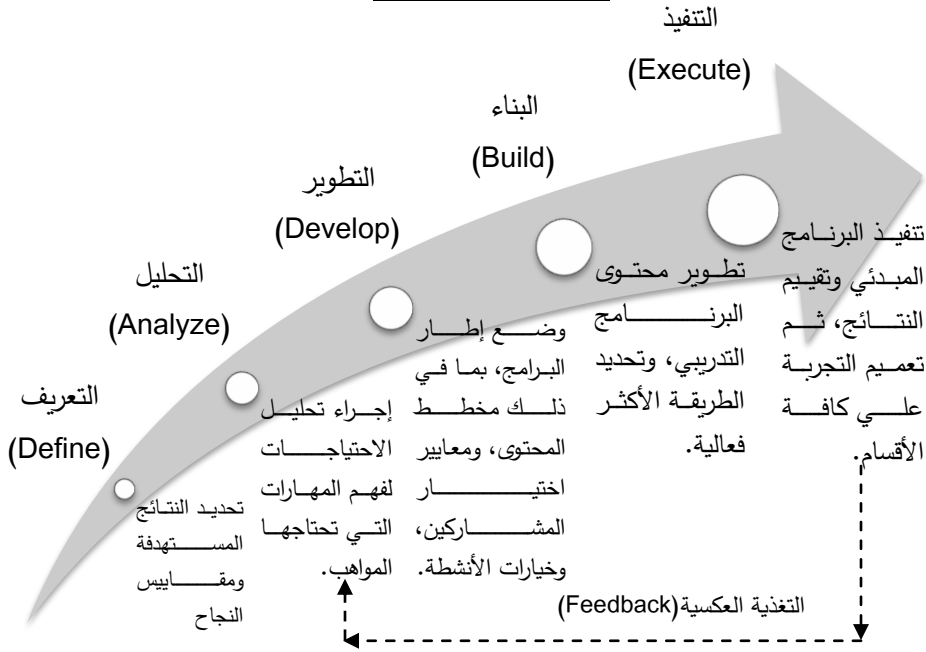 التنفيذ
(Execute)
البناء
(Build)
التطوير
(Develop)
التحليل
(Analyze)
التعريف
(Define)
تنفيذ البرنامج
المبدئي وتقييم
النتائج، ثم
تعميم التجربة
علي كافة
الأقسام.
تطوير محتوى
البرنامج
التدريبي، وتحديد
الطريقة الأكثر
فعالية.
وضع إطار
البرامج، بما في
ذلك مخطط
المحتوى، ومعايير
اختيار
المشاركين،
وخيارات الأنشطة.
إجراء تحليل
الاحتياجات
لفهم المهارات
التي تحتاجها
المواهب.
تحديد النتائج
المستهدفة
ومقاييس
النجاح
التغذية العكسية(Feedback)